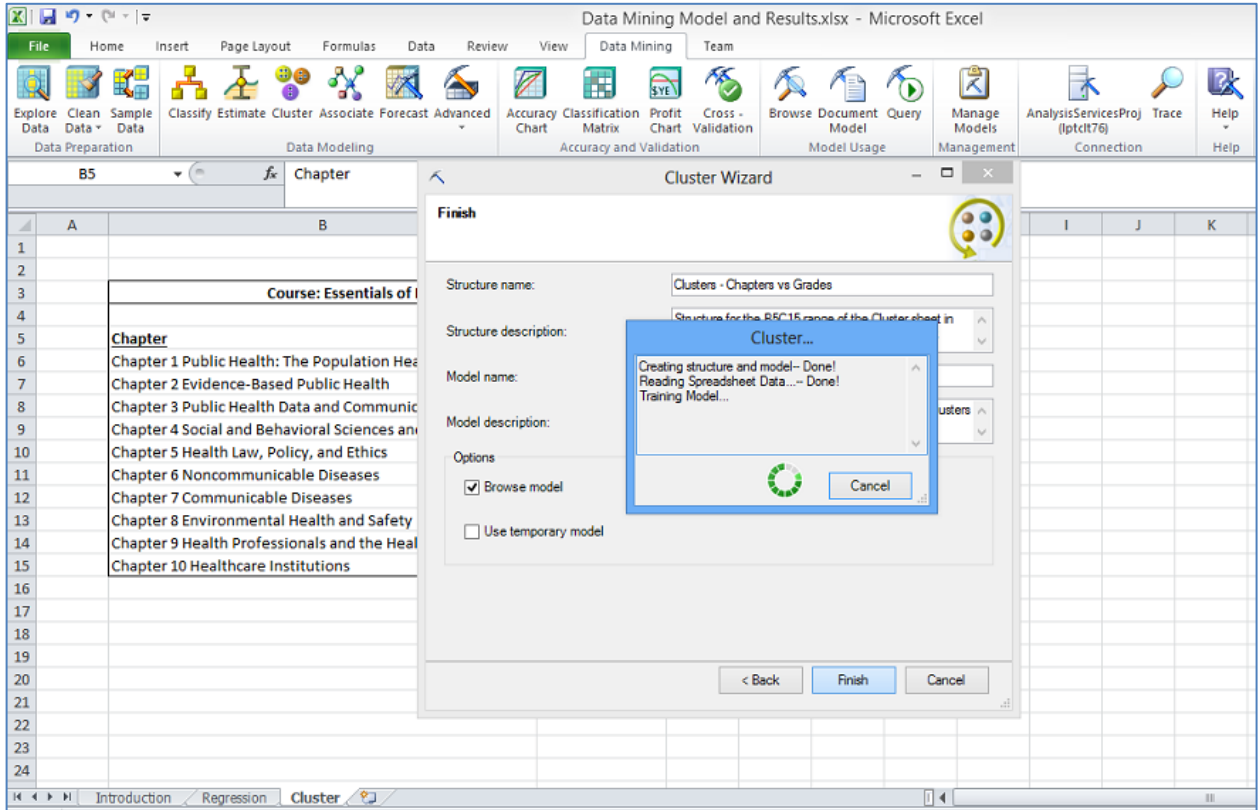 Data Mining Model and Results.xlsx - Microsoft Excel
File Home Insert Page Layout Formulas Data Review View Data Mining Team
Explore Data Clean Data Sample Data Classify Estimate Cluster Associate Forecast Advanced Accuracy Chart Classification Matrix Profit Chart Cross - Validation Browse Document Model Query Manage Models AnalysisServicesProj (lptclt76) Trace Help
Data Preparation Data Modeling Accuracy and Validation Model Usage Management Connection Help
B5 fx Chapter
Cluster Wizard
Finish
A B I J K
1
2
3 Course: Essentials of
4
5 Chapter
6 Chapter 1 Public Health: The Population Hea
7 Chapter 2 Evidence-Based Public Health
8 Chapter 3 Public Health Data and Communic
9 Chapter 4 Social and Behavioral Sciences an
10 Chapter 5 Health Law, Policy, and Ethics
11 Chapter 6 Noncommunicable Diseases
12 Chapter 7 Communicable Diseases
13 Chapter 8 Environmental Health and Safety
14 Chapter 9 Health Professionals and the Heal
15 Chapter 10 Healthcare Institutions
16
17
18
19
20
21
22
23
24
Structure name: Clusters - Chapters vs Grades
Structure description: Structure for the B5C15 range of the Cluster sheet in
Model name:
Model description: usters
Cluster...
Creating structure and model-- Done!
Reading Spreadsheet Data...-- Done!
Training Model...
Cancel
Options
Browse model
Use temporary model
< Back Finish Cancel
Introduction Regression Cluster